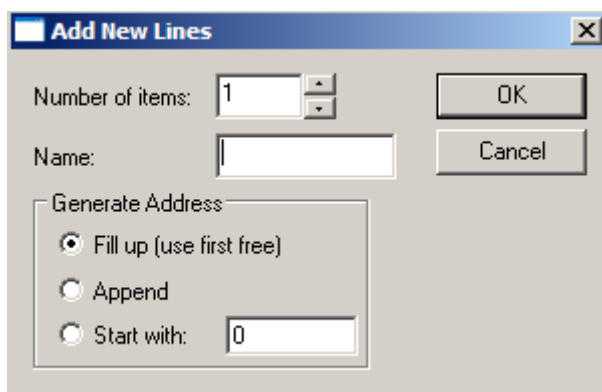 Add New Lines
Number of items: 1
OK
Name:
Cancel
Generate Address
Fill up (use first free)
Append
Start with: 0